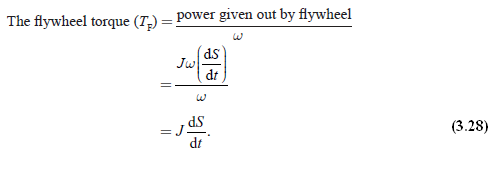 The flywheel torque (T_F) = power given out by flywheel / ω
= Jω(dS/dt) / ω
= J dS/dt. (3.28)